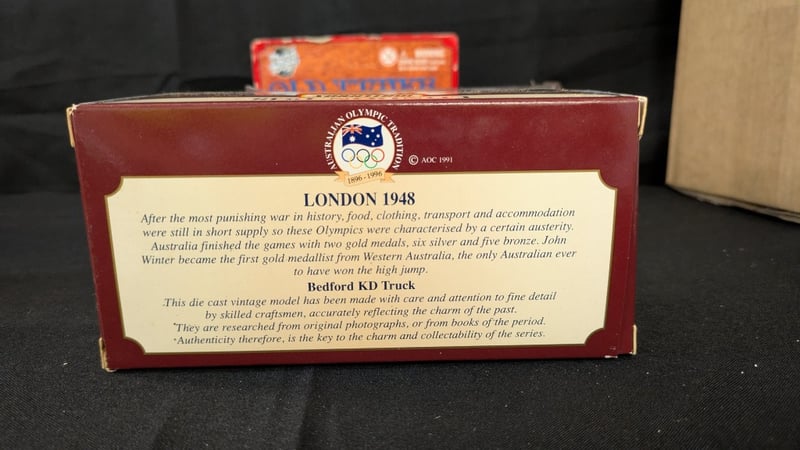 AUSTRALIAN OLYMPIC TRADITION
1896 - 1996
© AOC 1991
LONDON 1948
After the most punishing war in history, food, clothing, transport and accommodation
were still in short supply so these Olympics were characterised by a certain austerity.
Australia finished the games with two gold medals, six silver and five bronze. John
Winter became the first gold medallist from Western Australia, the only Australian ever
to have won the high jump.
Bedford KD Truck
This die cast vintage model has been made with care and attention to fine detail
by skilled craftsmen, accurately reflecting the charm of the past.
They are researched from original photographs, or from books of the period.
Authenticity therefore, is the key to the charm and collectability of the series.